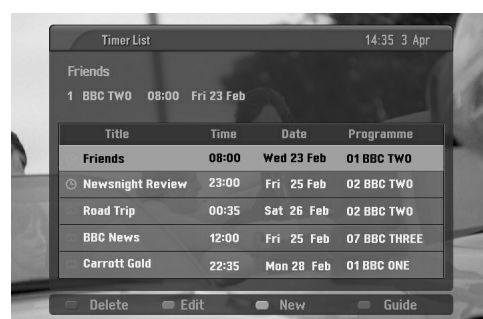 Timer List 14:35 3 Apr
Friends
1 BBC TWO 08:00 Fri 23 Feb
Title Time Date Programme
Friends 08:00 Wed 23 Feb 01 BBC TWO
Newsnight Review 23:00 Fri 25 Feb 02 BBC TWO
Road Trip 00:35 Sat 26 Feb 02 BBC TWO
BBC News 12:00 Fri 25 Feb 07 BBC THREE
Carrott Gold 22:35 Mon 28 Feb 01 BBC ONE
Delete Edit New Guide